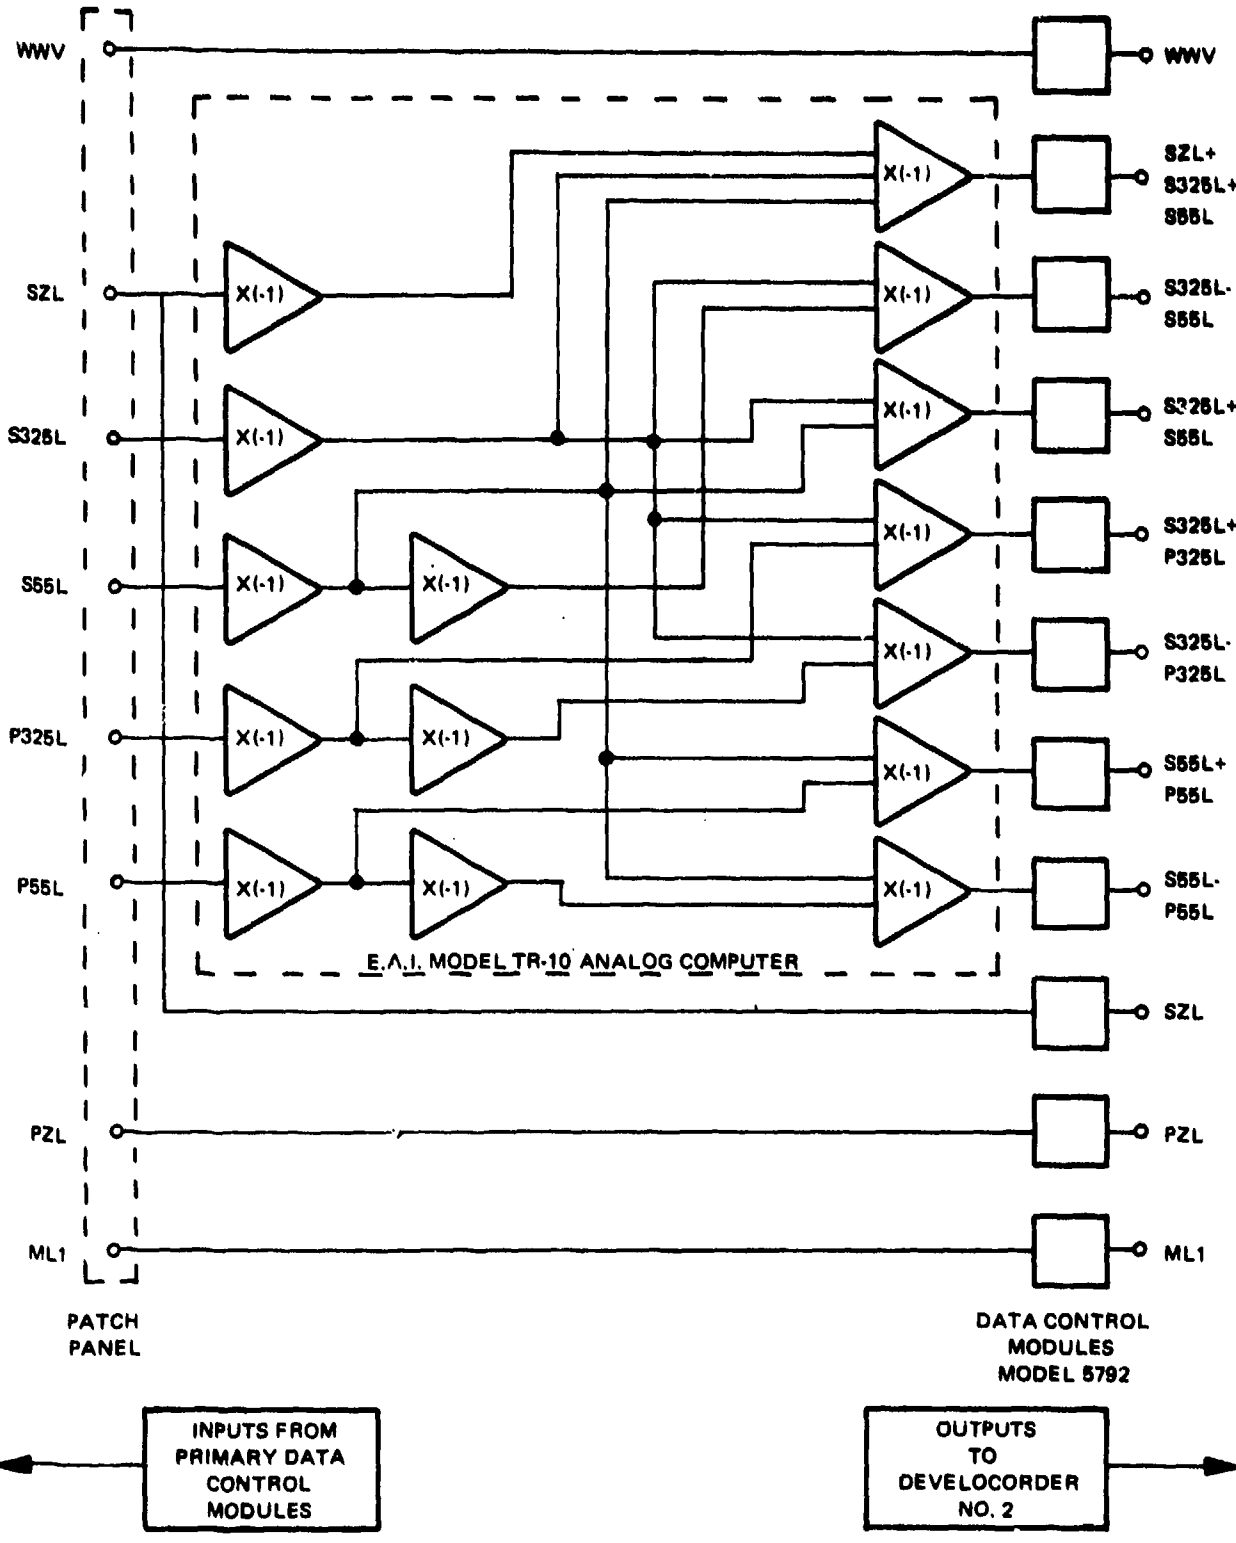 WWV
WWV
SZL+
S325L+
S55L
X(-1)
SZL
X(-1)
X(-1)
S325L-
S55L
S325L
X(-1)
X(-1)
S325L+
S55L
S55L
X(-1)
X(-1)
X(-1)
S325L+
P325L
P325L
X(-1)
X(-1)
X(-1)
S325L-
P325L
X(-1)
S55L+
P55L
P55L
X(-1)
X(-1)
X(-1)
S55L-
P55L
E.A.I. MODEL TR-10 ANALOG COMPUTER
SZL
PZL
PZL
ML1
ML1
PATCH
PANEL
DATA CONTROL
MODULES
MODEL 5792
INPUTS FROM
PRIMARY DATA
CONTROL
MODULES
OUTPUTS
TO
DEVELOCORDER
NO. 2